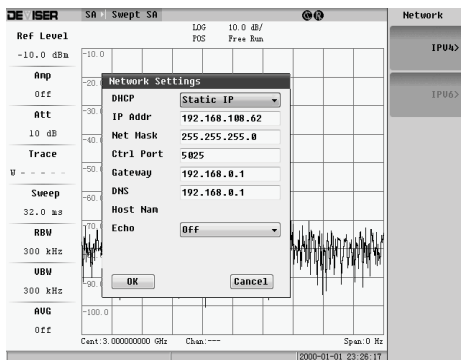 DEVISER
SA Swept SA
Network
Ref Level
-10.0 dBm
LOG 10.0 dB/
POS Free Run
IPV4>
IPV6>
Amp
Off
Att
10 dB
Trace
W - - - - -
Sweep
32.0 ms
RBW
300 kHz
VBW
300 kHz
AVG
Off
-10.0
-20.
-40.
-50.
-60.
-70.
-90.
-100.0
Network Settings
DHCP Static IP
IP Addr 192.168.108.62
Net Mask 255.255.255.0
Ctrl Port 5025
Gateway 192.168.0.1
DNS 192.168.0.1
Host Nam
Echo Off
OK Cancel
Cent:3.000000000 GHz Chan:--- Span:0 Hz
2000-01-01 23:26:17